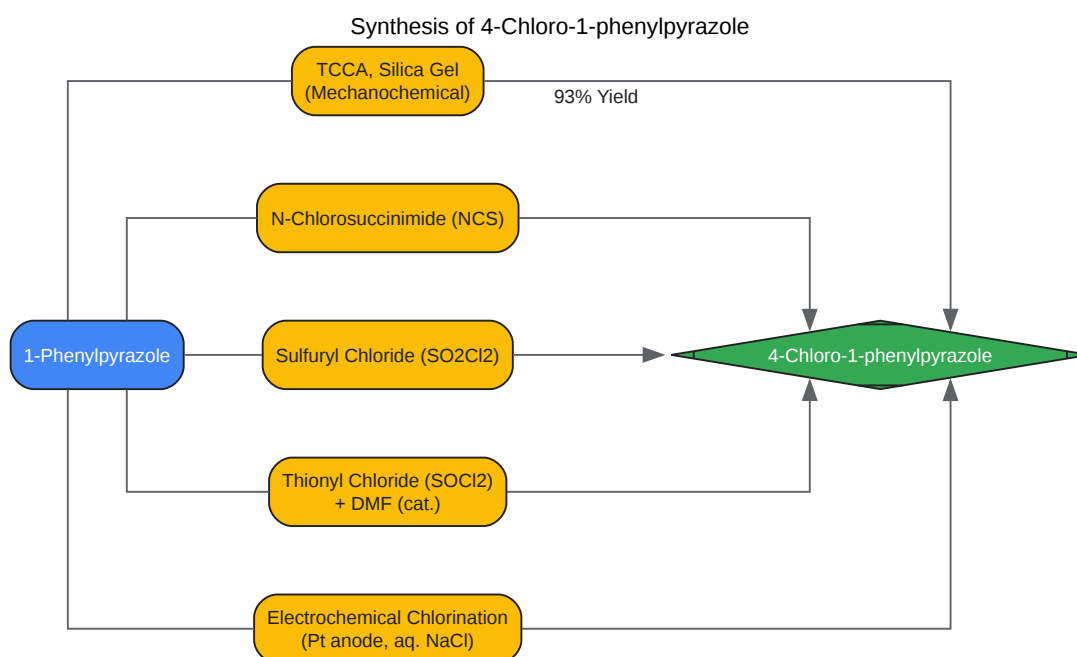 Synthesis of 4-Chloro-1-phenylpyrazole
TCCA, Silica Gel
(Mechanochemical)
93% Yield
N-Chlorosuccinimide (NCS)
1-Phenylpyrazole
Sulfuryl Chloride (SO2Cl2)
4-Chloro-1-phenylpyrazole
Thionyl Chloride (SOCl2)
+ DMF (cat.)
Electrochemical Chlorination
(Pt anode, aq. NaCl)